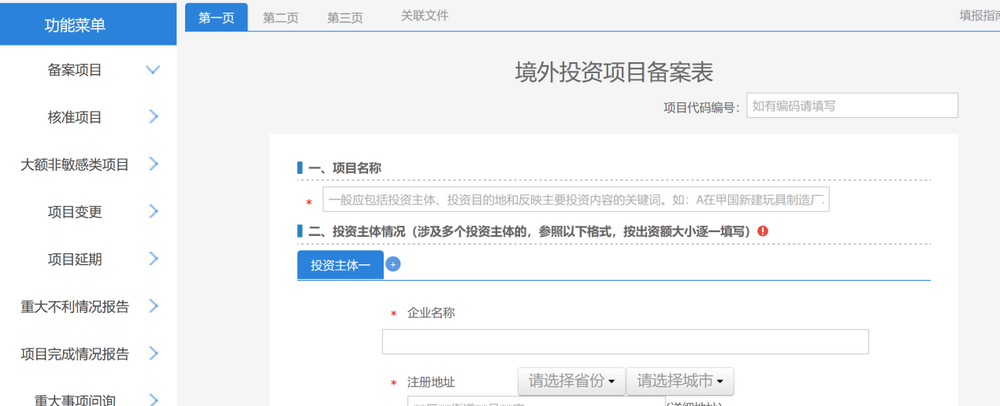 功能菜单
第一页 第二页 第三页 关联文件 填报指南
备案项目
核准项目
大额非敏感类项目
项目变更
项目延期
重大不利情况报告
项目完成情况报告
重大事项问询
境外投资项目备案表
项目代码编号: 如有编码请填写
一、项目名称
* 一般应包括投资主体、投资目的地和反映主要投资内容的关键词。如：A在甲国新建玩具制造厂
二、投资主体情况（涉及多个投资主体的，参照以下格式，按出资额大小逐一填写）
投资主体一 +
* 企业名称
* 注册地址 请选择省份 请选择城市
(详细地址)